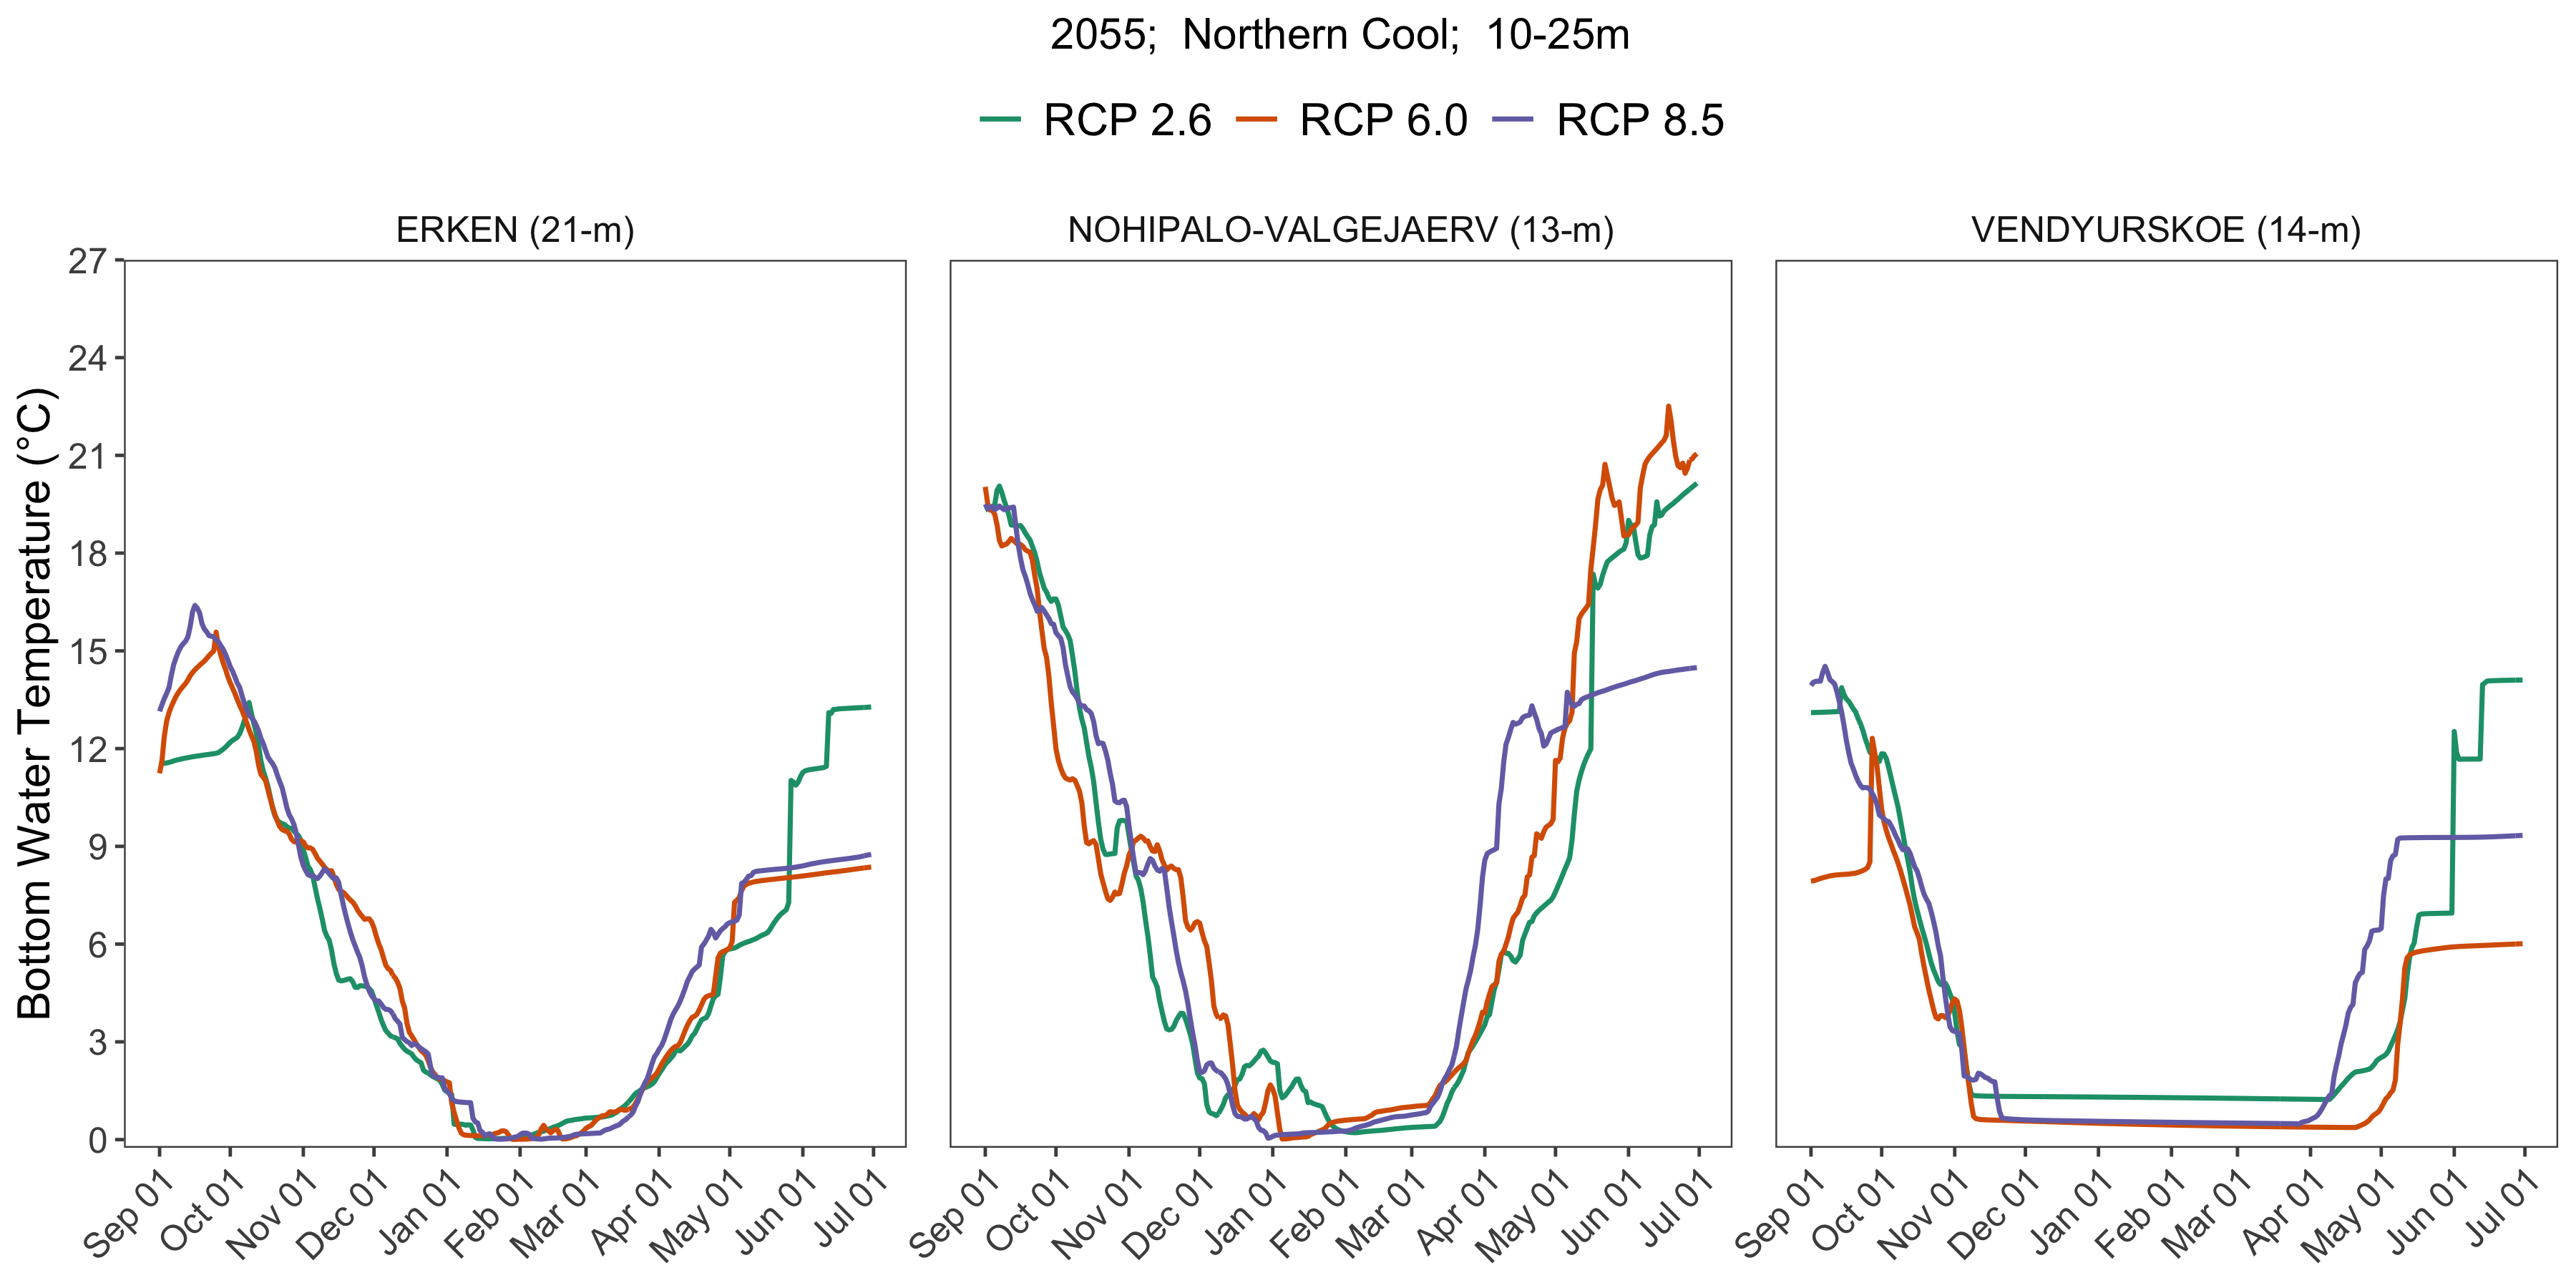 2055;  Northern Cool;  10-25m
RCP 2.6 RCP 6.0 RCP 8.5
ERKEN (21-m) NOHIPALO-VALGEJAERV (13-m) VENDYURSKOE (14-m)
Bottom Water Temperature (°C)
27
24
21
18
15
12
9
6
3
0
Sep 01 Oct 01 Nov 01 Dec 01 Jan 01 Feb 01 Mar 01 Apr 01 May 01 Jun 01 Jul 01 Sep 01 Oct 01 Nov 01 Dec 01 Jan 01 Feb 01 Mar 01 Apr 01 May 01 Jun 01 Jul 01 Sep 01 Oct 01 Nov 01 Dec 01 Jan 01 Feb 01 Mar 01 Apr 01 May 01 Jun 01 Jul 01